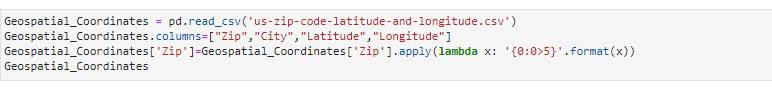 Geospatial_Coordinates = pd.read_csv('us-zip-code-latitude-and-longitude.csv')
Geospatial_Coordinates.columns=["Zip","City","Latitude","Longitude"]
Geospatial_Coordinates['Zip']=Geospatial_Coordinates['Zip'].apply(lambda x: '{0:0>5}'.format(x))
Geospatial_Coordinates